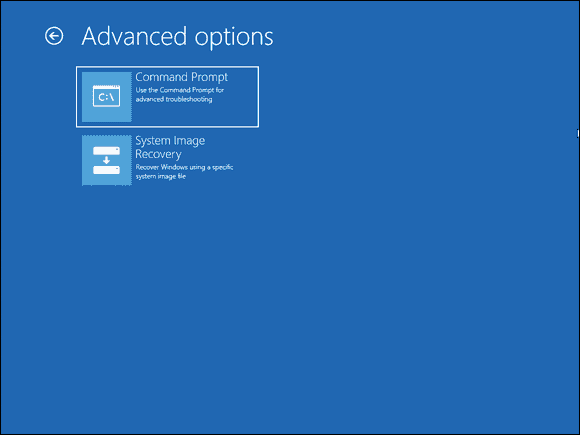 Advanced options
Command Prompt
Use the Command Prompt for
advanced troubleshooting
C:\
System Image
Recovery
Recover Windows using a specific
system image file